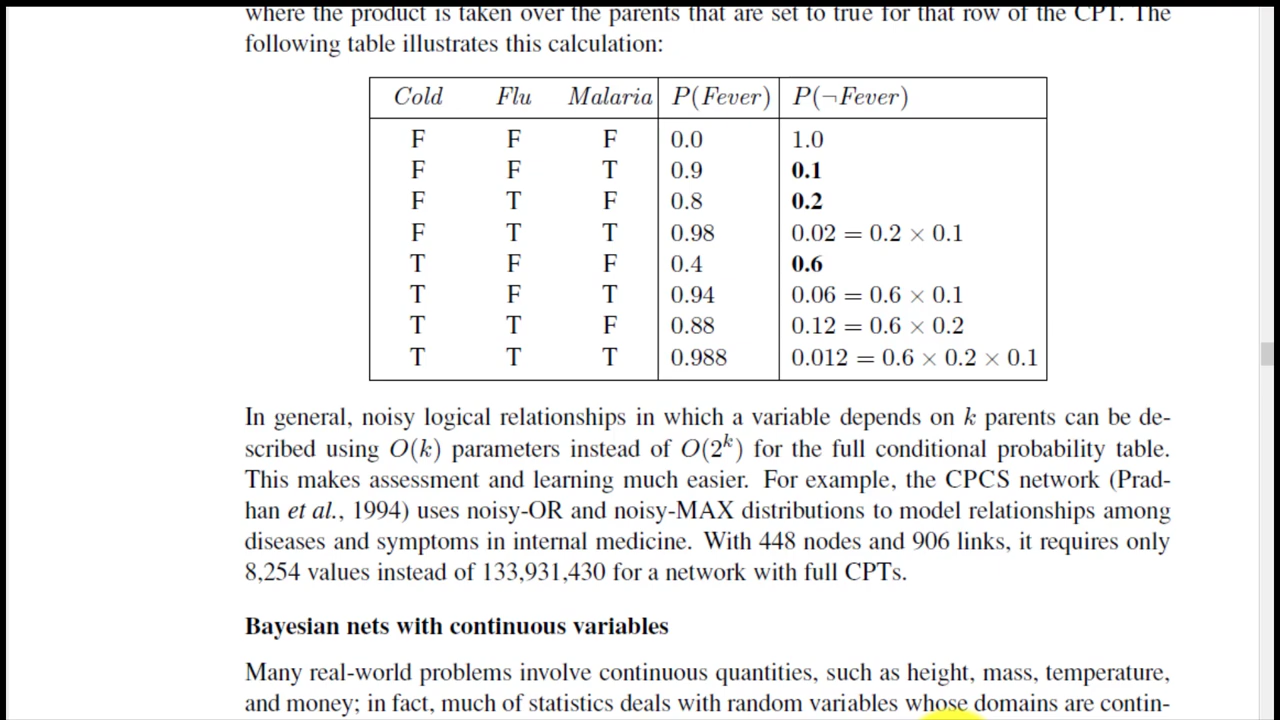 where the product is taken over the parents that are set to true for that row of the CPT. The
following table illustrates this calculation:
Cold Flu Malaria P(Fever) P(¬Fever)
F F F 0.0 1.0
F F T 0.9 0.1
F T F 0.8 0.2
F T T 0.98 0.02 = 0.2 × 0.1
T F F 0.4 0.6
T F T 0.94 0.06 = 0.6 × 0.1
T T F 0.88 0.12 = 0.6 × 0.2
T T T 0.988 0.012 = 0.6 × 0.2 × 0.1
In general, noisy logical relationships in which a variable depends on k parents can be de-
scribed using O(k) parameters instead of O(2^k) for the full conditional probability table.
This makes assessment and learning much easier. For example, the CPCS network (Prad-
han et al., 1994) uses noisy-OR and noisy-MAX distributions to model relationships among
diseases and symptoms in internal medicine. With 448 nodes and 906 links, it requires only
8,254 values instead of 133,931,430 for a network with full CPTs.
Bayesian nets with continuous variables
Many real-world problems involve continuous quantities, such as height, mass, temperature,
and money; in fact, much of statistics deals with random variables whose domains are contin-